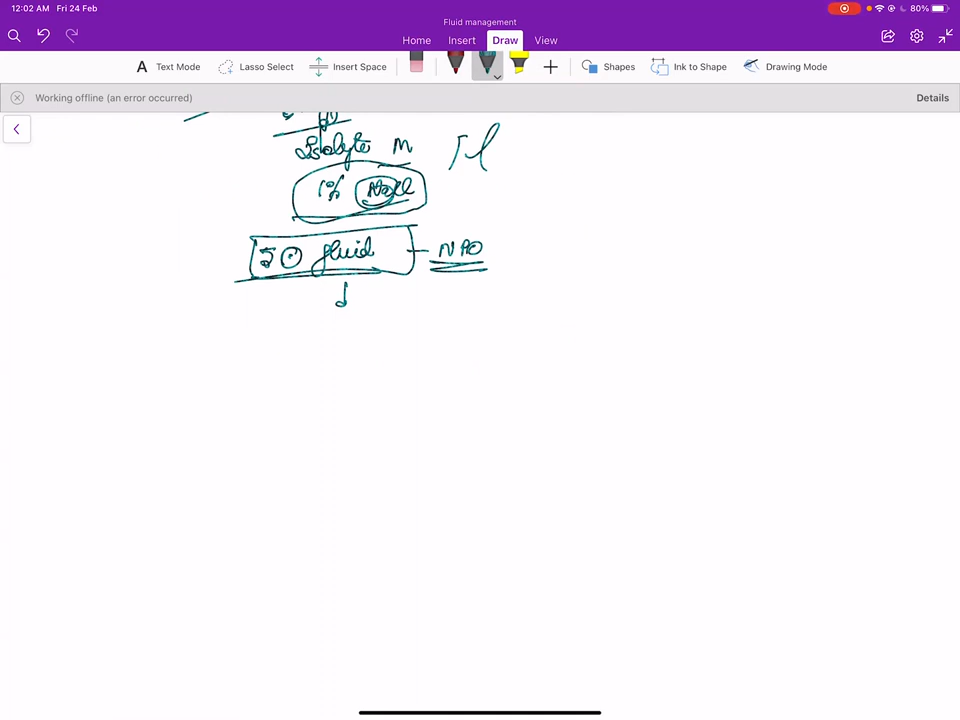 12:02 AM Fri 24 Feb
80%
Fluid management
Home Insert Draw View
Text Mode Lasso Select Insert Space Shapes Ink to Shape Drawing Mode
Working offline (an error occurred) Details
Isolyte M
1% NaCl
fluid - NPO